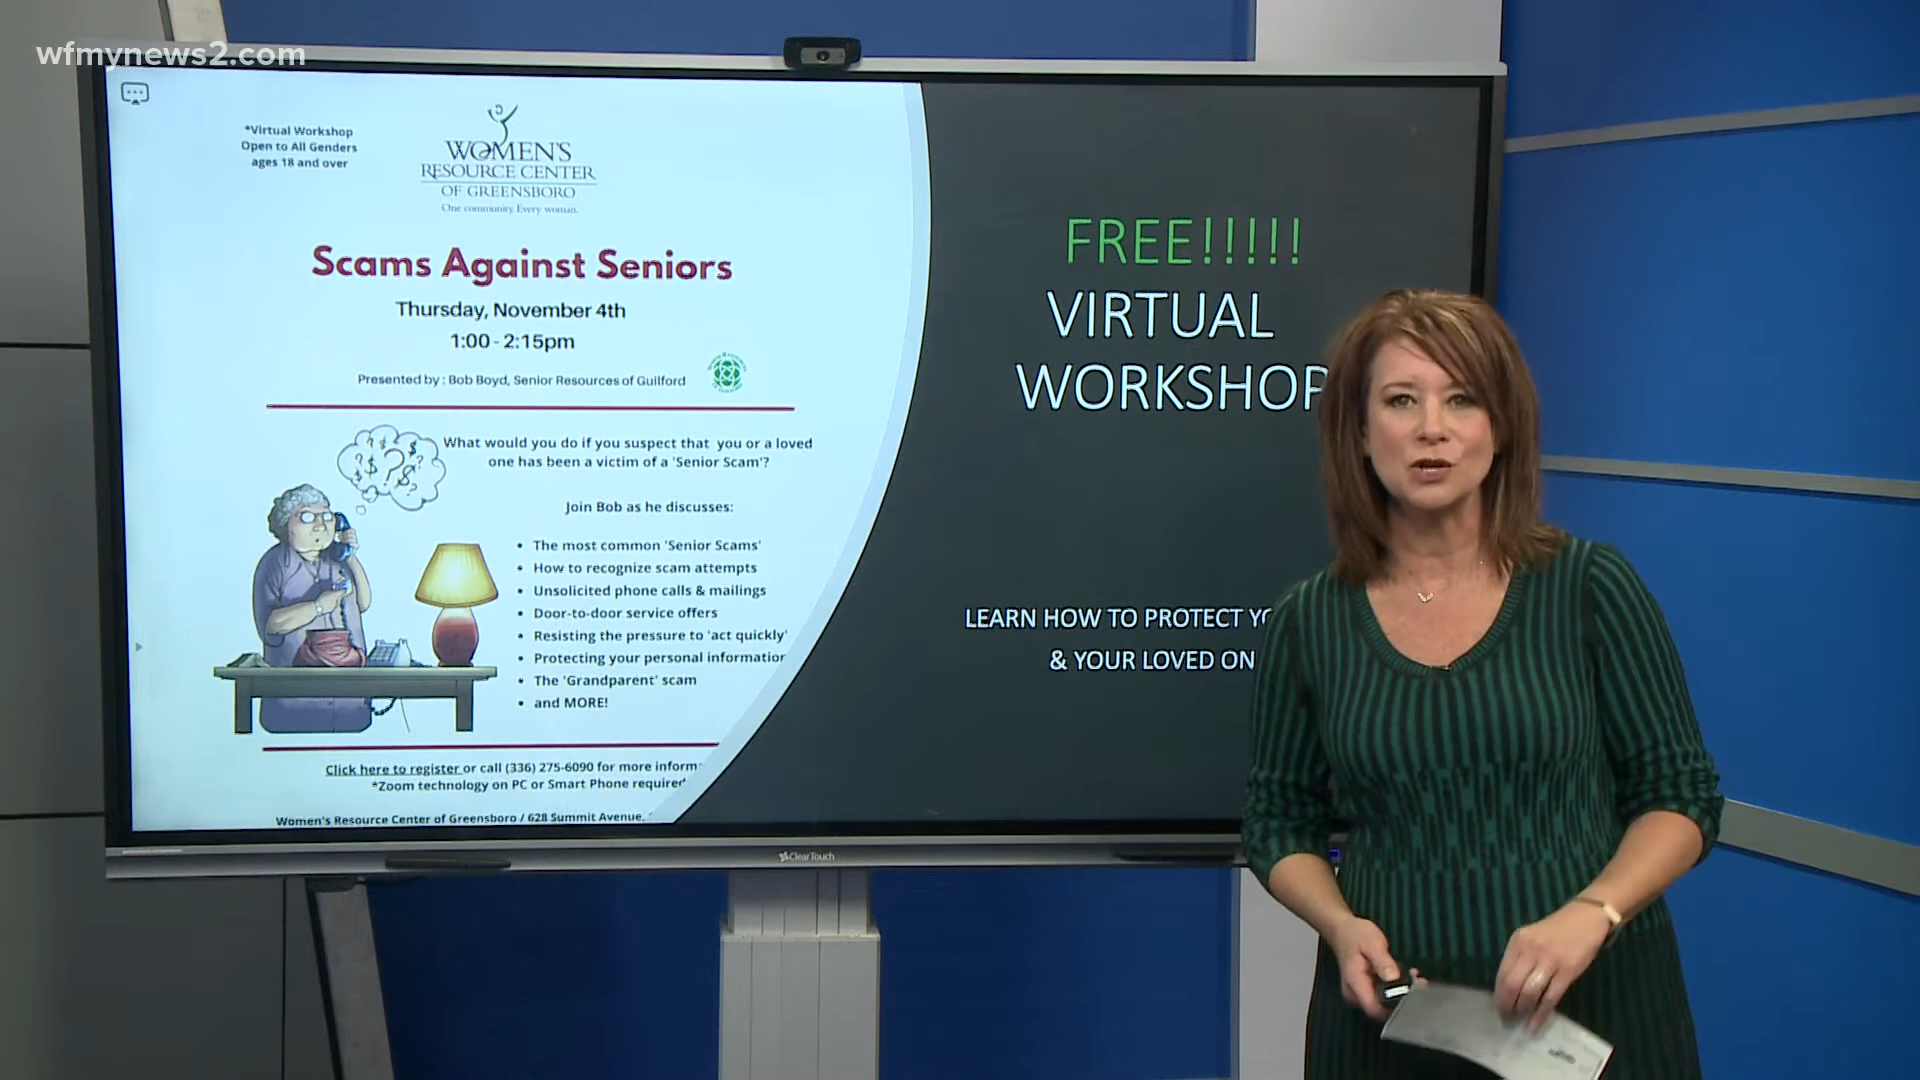 wfmynews2.com
*Virtual Workshop
Open to All Genders
ages 18 and over
WOMEN'S
RESOURCE CENTER
OF GREENSBORO
One community. Every woman.
Scams Against Seniors
Thursday, November 4th
1:00 - 2:15pm
Presented by : Bob Boyd, Senior Resources of Guilford
What would you do if you suspect that you or a loved
one has been a victim of a 'Senior Scam'?
Join Bob as he discusses:
• The most common 'Senior Scams'
• How to recognize scam attempts
• Unsolicited phone calls & mailings
• Door-to-door service offers
• Resisting the pressure to 'act quickly'
• Protecting your personal information
• The 'Grandparent' scam
• and MORE!
Click here to register or call (336) 275-6090 for more inform
*Zoom technology on PC or Smart Phone required
Women's Resource Center of Greensboro / 628 Summit Avenue,
FREE!!!!!
VIRTUAL
WORKSHOP
LEARN HOW TO PROTECT YO
& YOUR LOVED ON
ClearTouch